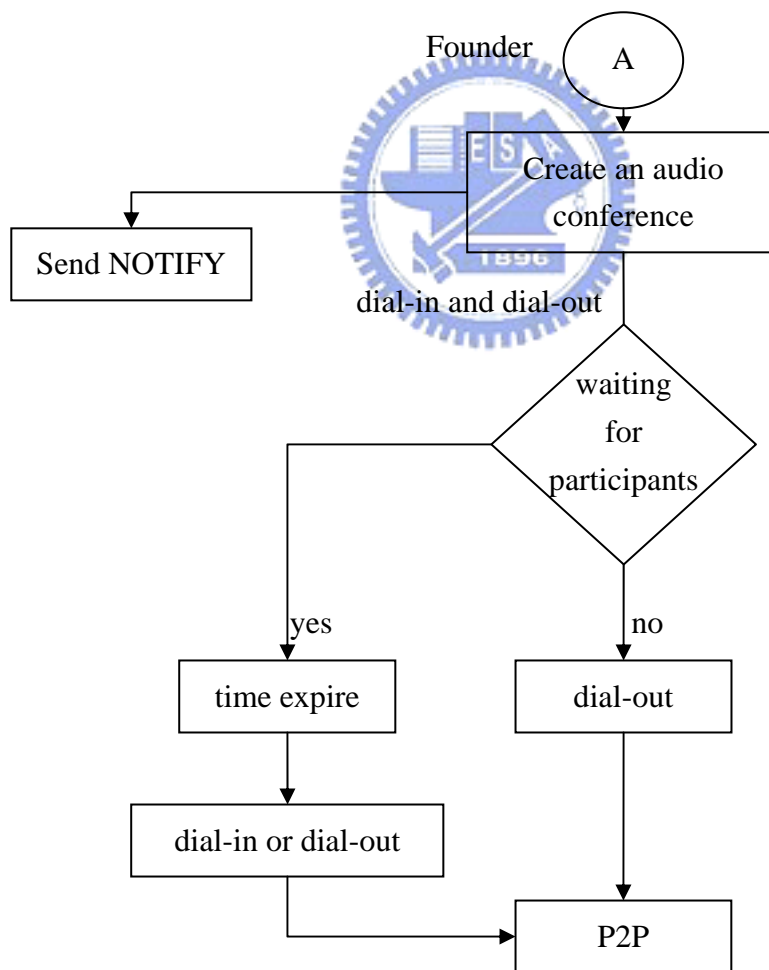 Founder
A
Create an audio
conference
Send NOTIFY
E S A
1896
dial-in and dial-out
waiting
for
participants
yes
no
time expire
dial-out
dial-in or dial-out
P2P